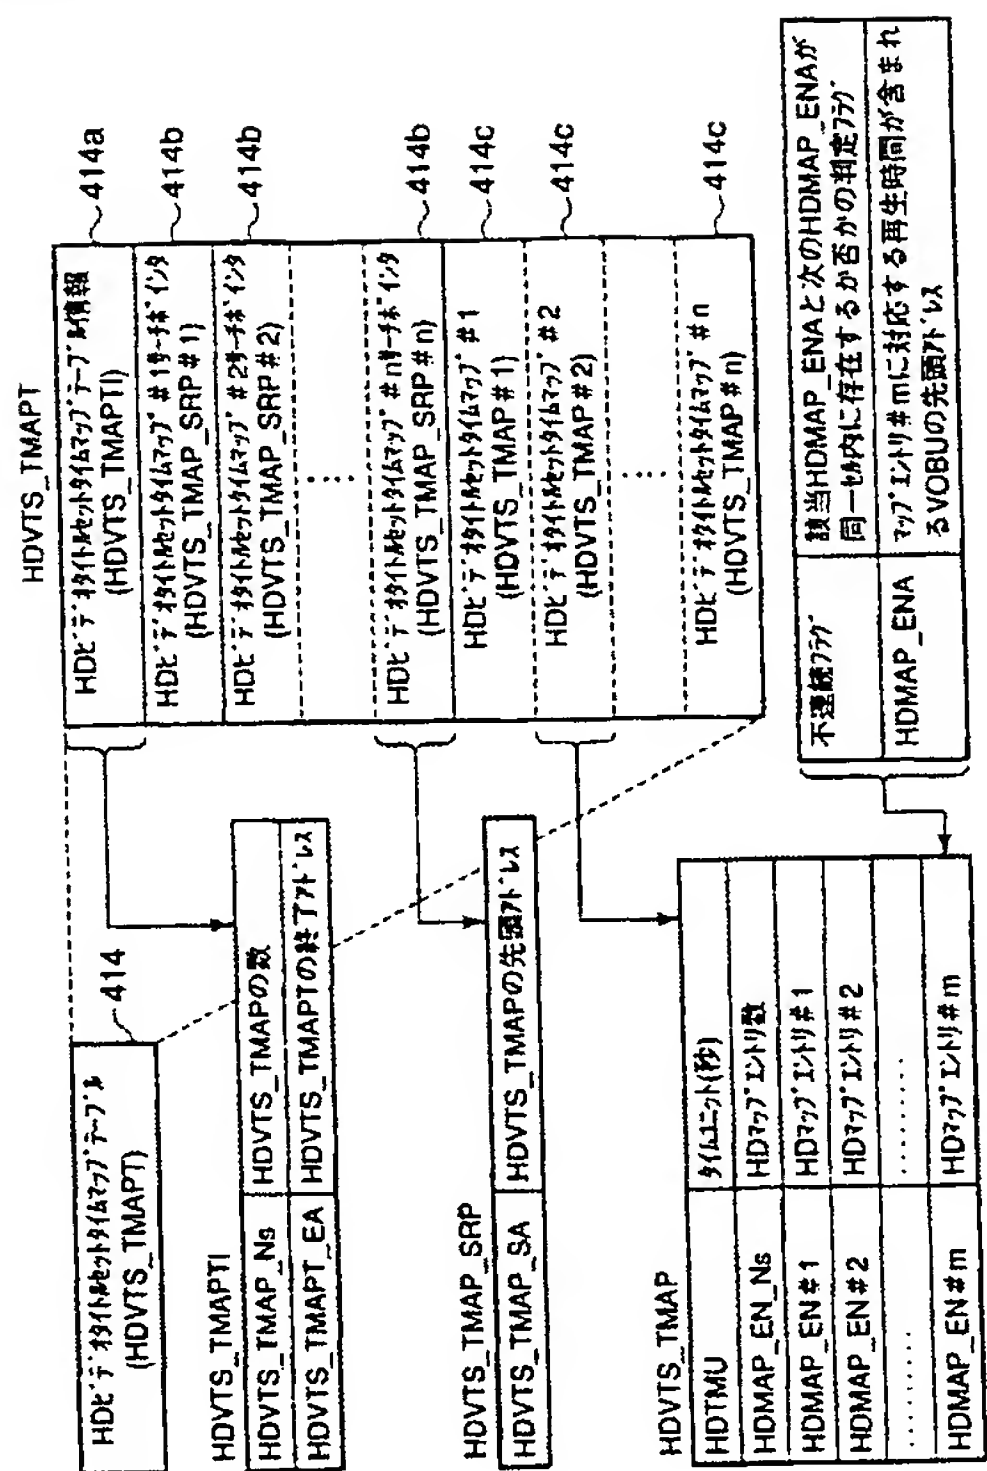 HDビデオタイトルセットタイムマップテーブル
(HDVTS_TMAPT)
414
HDVTS_TMAPT
HDビデオタイトルセットタイムマップテーブル情報
(HDVTS_TMAPTI)
414a
HDビデオタイトルセットタイムマップ#1サーチポインタ
(HDVTS_TMAP_SRP#1)
414b
HDビデオタイトルセットタイムマップ#2サーチポインタ
(HDVTS_TMAP_SRP#2)
414b
……
HDビデオタイトルセットタイムマップ#nサーチポインタ
(HDVTS_TMAP_SRP#n)
414b
HDビデオタイトルセットタイムマップ#1
(HDVTS_TMAP#1)
414c
HDビデオタイトルセットタイムマップ#2
(HDVTS_TMAP#2)
414c
……
HDビデオタイトルセットタイムマップ#n
(HDVTS_TMAP#n)
414c
HDVTS_TMAPTI
HDVTS_TMAP_Ns HDVTS_TMAPの数
HDVTS_TMAPT_EA HDVTS_TMAPTの終了アドレス
HDVTS_TMAP_SRP
HDVTS_TMAP_SA HDVTS_TMAPの先頭アドレス
HDVTS_TMAP
HDTMU タイムユニット(秒)
HDMAP_EN_Ns HDマップエントリ数
HDMAP_EN#1 HDマップエントリ#1
HDMAP_EN#2 HDマップエントリ#2
........ ........
HDMAP_EN#m HDマップエントリ#m
不連続フラグ 該当HDMAP_ENAと次のHDMAP_ENAが
同一セル内に存在するか否かの判定フラグ
HDMAP_ENA マップエントリ#mに対応する再生時間が含まれ
るVOBUの先頭アドレス